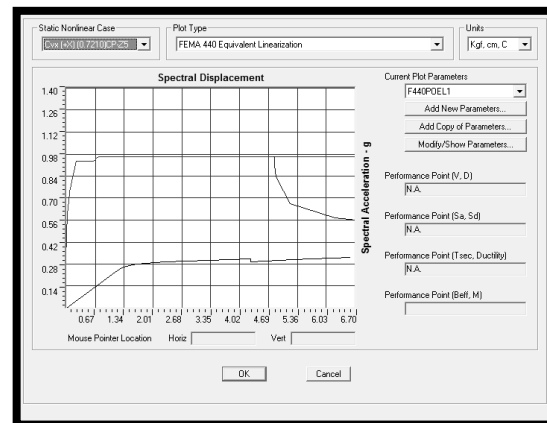 Static Nonlinear Case
Plot Type
Units
Cvx (+X) (0.7210)CP-Z5
FEMA 440 Equivalent Linearization
Kgf, cm, C
Spectral Displacement
Current Plot Parameters
F440POEL1
Add New Parameters...
Add Copy of Parameters...
Modify/Show Parameters...
1.40
1.26
1.12
0.98
0.84
0.70
0.56
0.42
0.28
0.14
Spectral Acceleration - g
Performance Point (V, D)
N.A.
Performance Point (Sa, Sd)
N.A.
Performance Point (Tsec, Ductility)
N.A.
Performance Point (Beff, M)
0.67 1.34 2.01 2.68 3.35 4.02 4.69 5.36 6.03 6.70
Mouse Pointer Location Horiz Vert
OK Cancel